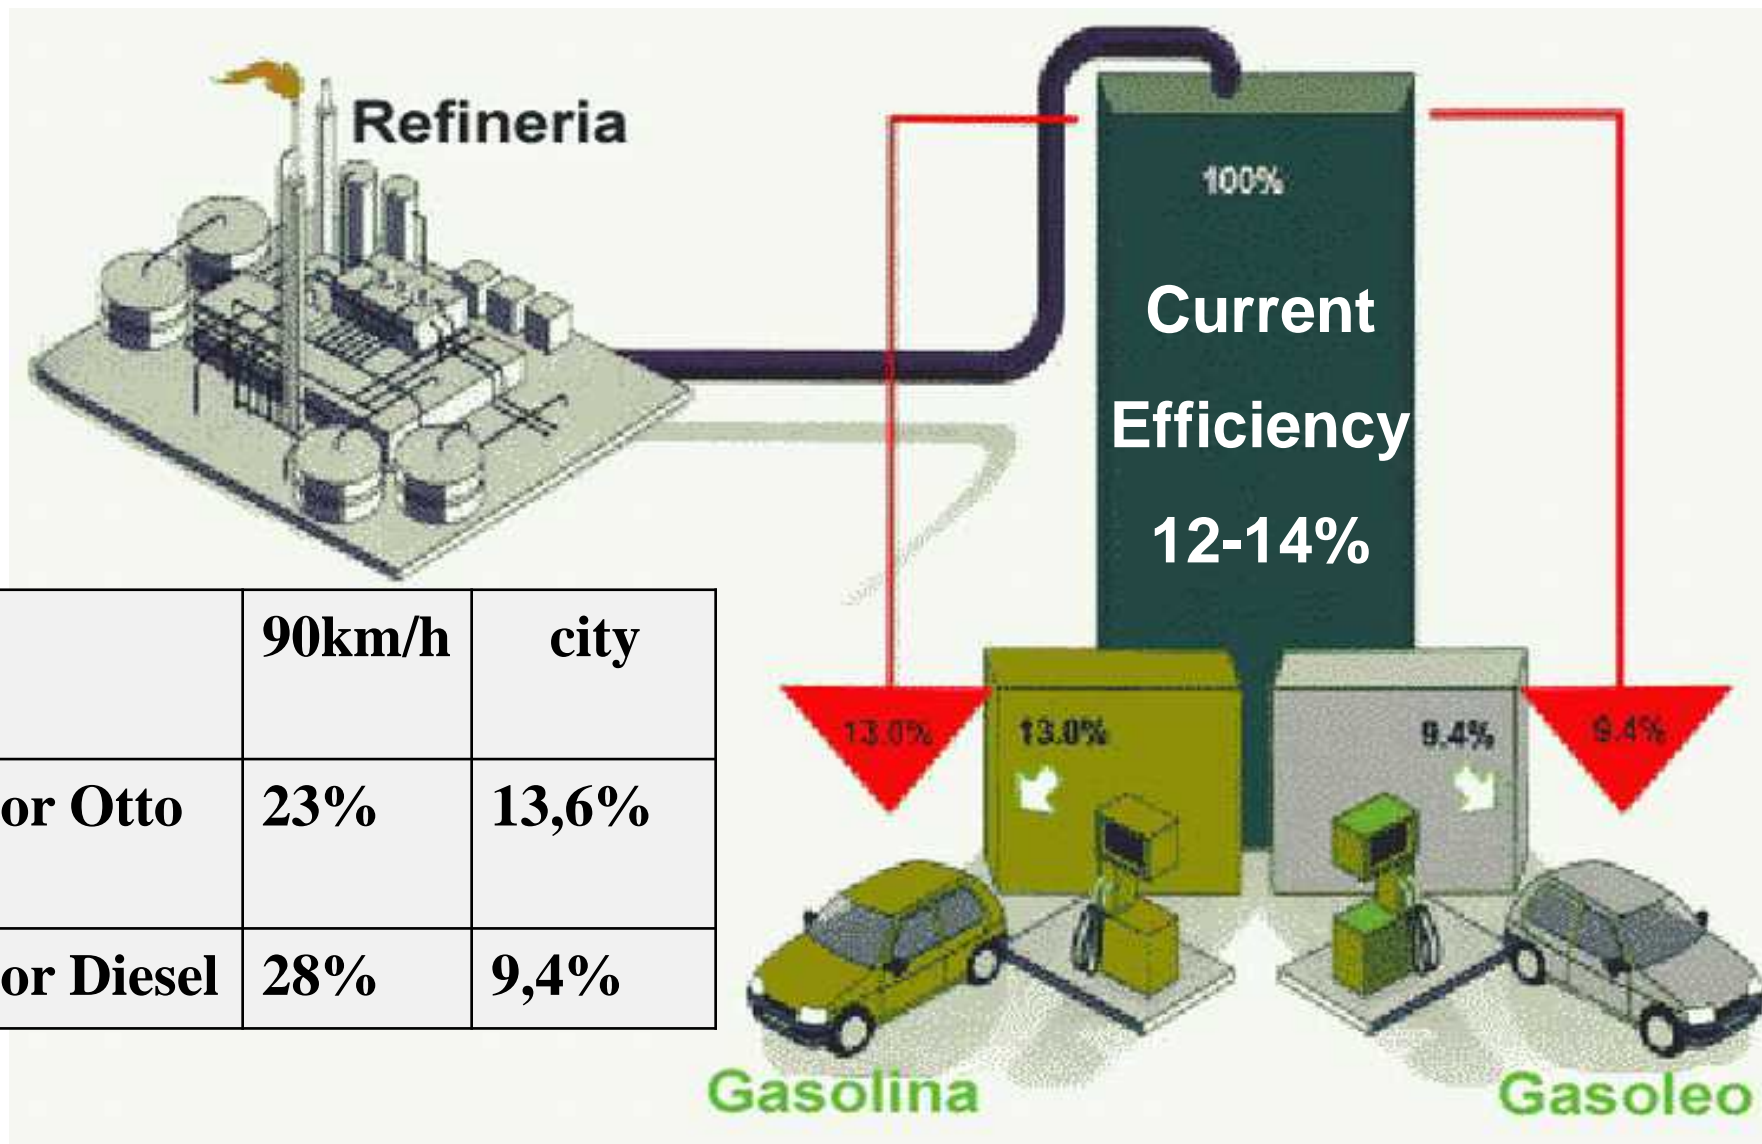 Refineria
100%
Current
Efficiency
12-14%
90km/h city
or Otto 23% 13,6%
or Diesel 28% 9,4%
13.0% 13.0% 9.4% 9.4%
Gasolina Gasoleo